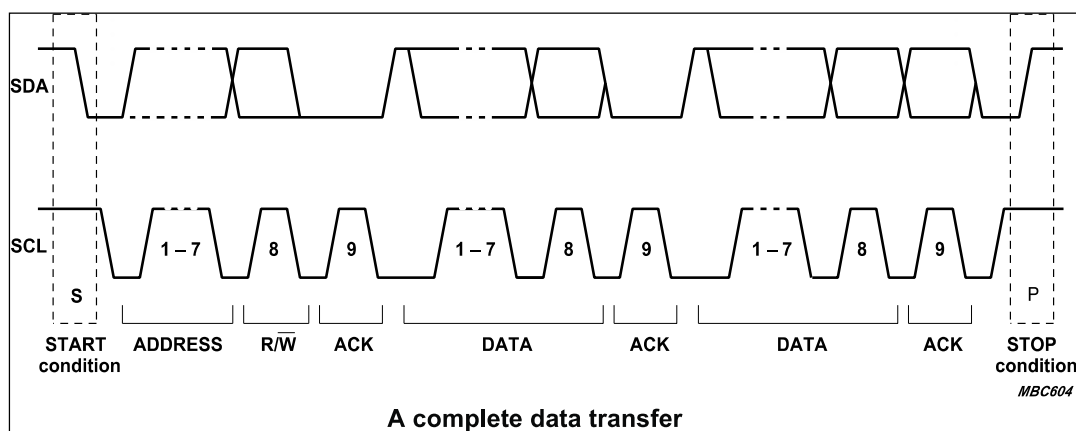 SDA
SCL
1 – 7 8 9 1 – 7 8 9 1 – 7 8 9
S P
START condition ADDRESS R/W̅ ACK DATA ACK DATA ACK STOP condition
MBC604
A complete data transfer